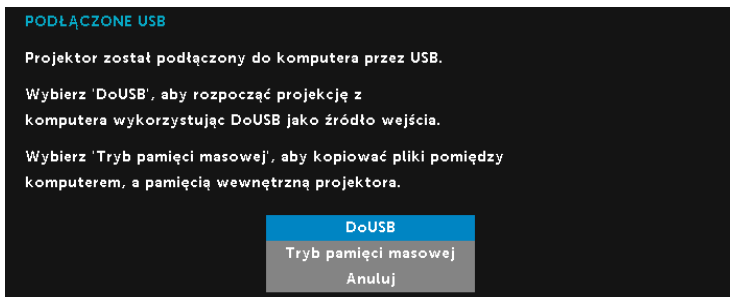 PODŁĄCZONE USB
Projektor został podłączony do komputera przez USB.
Wybierz 'DoUSB', aby rozpocząć projekcję z
komputera wykorzystując DoUSB jako źródło wejścia.
Wybierz 'Tryb pamięci masowej', aby kopiować pliki pomiędzy
komputerem, a pamięcią wewnętrzną projektora.
DoUSB
Tryb pamięci masowej
Anuluj